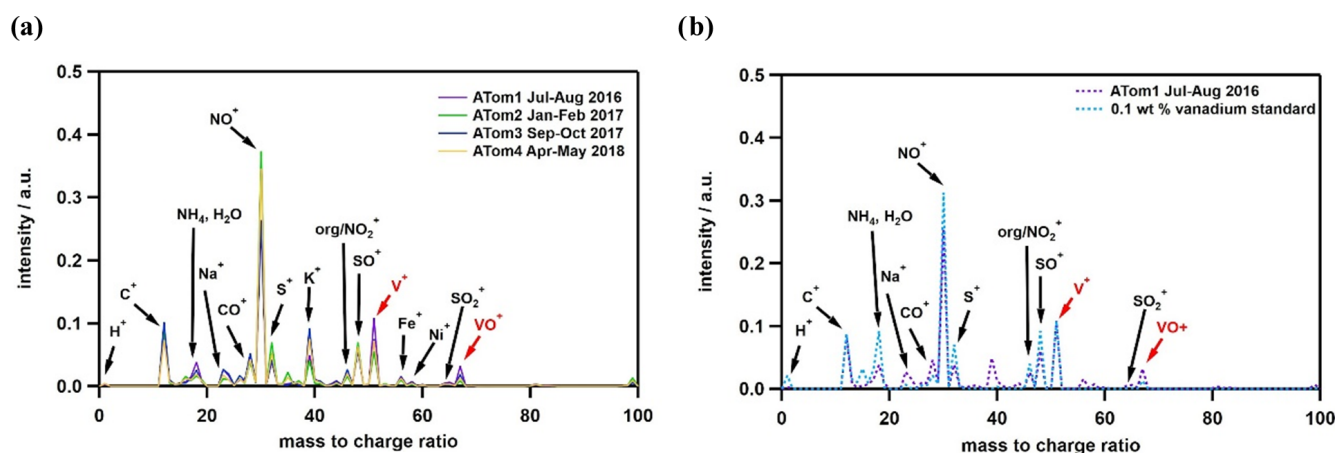 (a)
0.5
0.4
0.3
0.2
0.1
0.0
intensity / a.u.
ATom1 Jul-Aug 2016
ATom2 Jan-Feb 2017
ATom3 Sep-Oct 2017
ATom4 Apr-May 2018
NO⁺
NH₄, H₂O
org/NO₂⁺
Na⁺
SO⁺
C⁺
CO⁺
S⁺
K⁺
V⁺
H⁺
Fe⁺
Ni⁺
SO₂⁺
VO⁺
0
20
40
60
80
100
mass to charge ratio
(b)
0.5
0.4
0.3
0.2
0.1
0.0
intensity / a.u.
ATom1 Jul-Aug 2016
0.1 wt % vanadium standard
NO⁺
NH₄, H₂O
org/NO₂⁺
Na⁺
SO⁺
C⁺
CO⁺
S⁺
V⁺
H⁺
SO₂⁺
VO+
0
20
40
60
80
100
mass to charge ratio